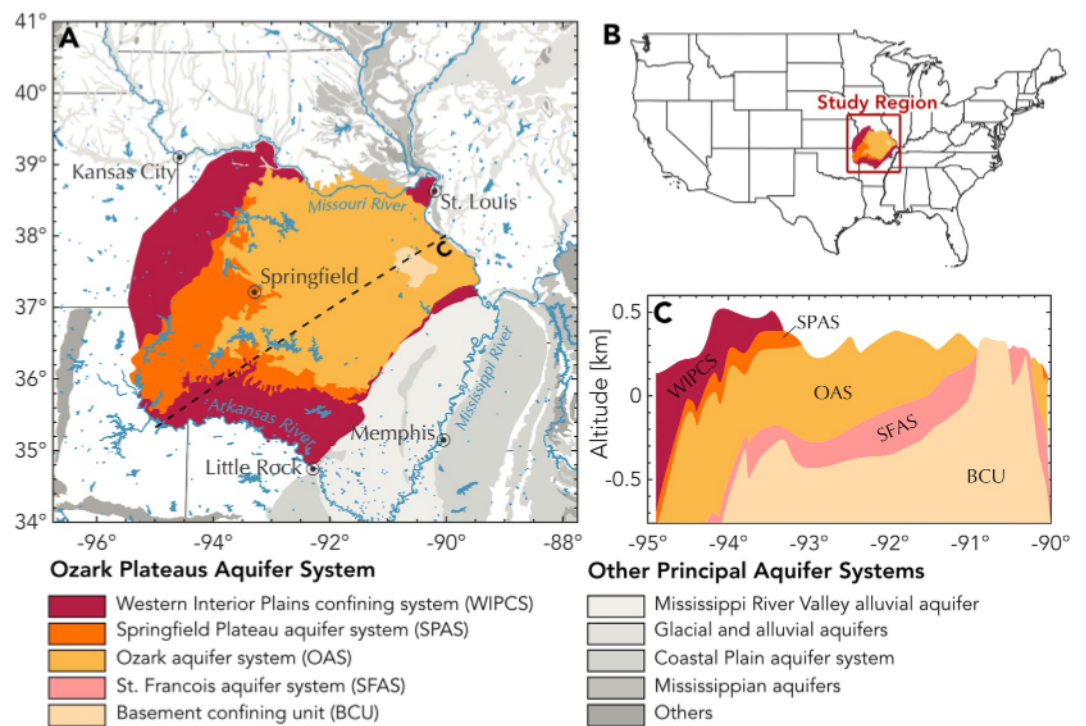 A
41°
40°
39°
38°
37°
36°
35°
34°
-96
-94
-92
-90
-88°
Kansas City
Missouri River
St. Louis
C
Springfield
Arkansas River
Mississippi River
Memphis
Little Rock
B
Study Region
C
Altitude [km]
0.5
0
-0.5
WIPCS
SPAS
OAS
SFAS
BCU
-95
-94
-93
-92
-91
-90°
Ozark Plateaus Aquifer System
Western Interior Plains confining system (WIPCS)
Springfield Plateau aquifer system (SPAS)
Ozark aquifer system (OAS)
St. Francois aquifer system (SFAS)
Basement confining unit (BCU)
Other Principal Aquifer Systems
Mississippi River Valley alluvial aquifer
Glacial and alluvial aquifers
Coastal Plain aquifer system
Mississippian aquifers
Others